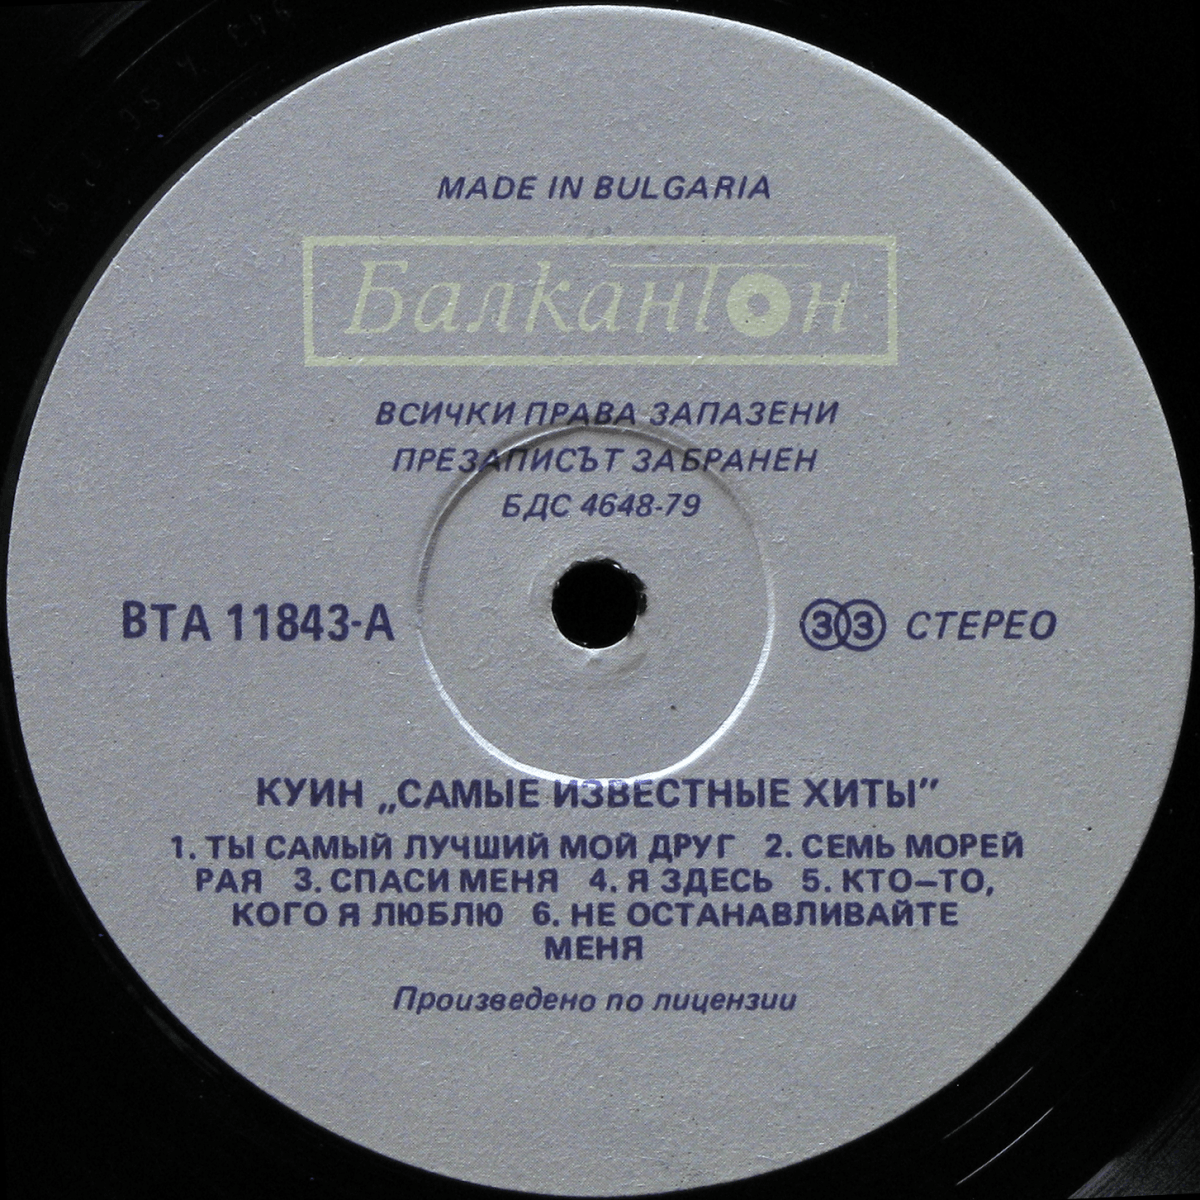 MADE IN BULGARIA
Балкантон
ВСИЧКИ ПРАВА ЗАПАЗЕНИ
ПРЕЗАПИСЪТ ЗАБРАНЕН
БДС 4648-79
ВТА 11843-А
33 СТЕРЕО
КУИН „САМЫЕ ИЗВЕСТНЫЕ ХИТЫ”
1. ТЫ САМЫЙ ЛУЧШИЙ МОЙ ДРУГ 2. СЕМЬ МОРЕЙ
РАЯ 3. СПАСИ МЕНЯ 4. Я ЗДЕСЬ 5. КТО–ТО,
КОГО Я ЛЮБЛЮ 6. НЕ ОСТАНАВЛИВАЙТЕ
МЕНЯ
Произведено по лицензии